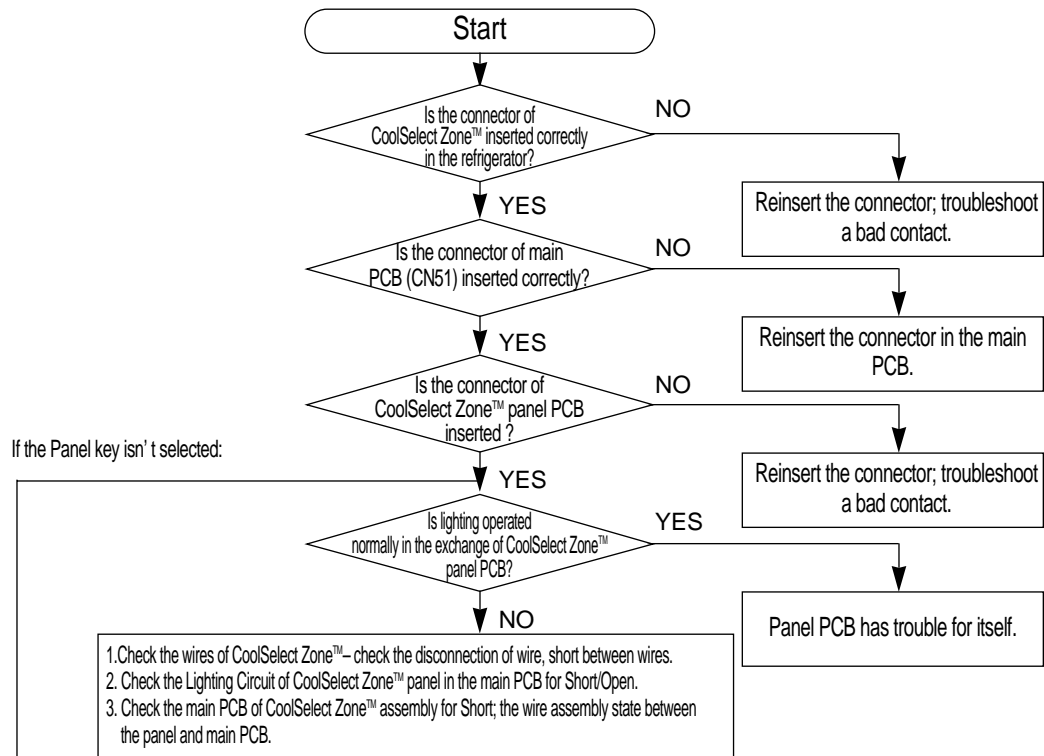 Start
Is the connector of
CoolSelect Zone™ inserted correctly
in the refrigerator?
NO
Reinsert the connector; troubleshoot
a bad contact.
YES
Is the connector of main
PCB (CN51) inserted correctly?
NO
Reinsert the connector in the main
PCB.
YES
Is the connector of
CoolSelect Zone™ panel PCB
inserted ?
NO
Reinsert the connector; troubleshoot
a bad contact.
If the Panel key isn' t selected:
YES
Is lighting operated
normally in the exchange of CoolSelect Zone™
panel PCB?
YES
Panel PCB has trouble for itself.
NO
1.Check the wires of CoolSelect Zone™– check the disconnection of wire, short between wires.
2. Check the Lighting Circuit of CoolSelect Zone™ panel in the main PCB for Short/Open.
3. Check the main PCB of CoolSelect Zone™ assembly for Short; the wire assembly state between
the panel and main PCB.